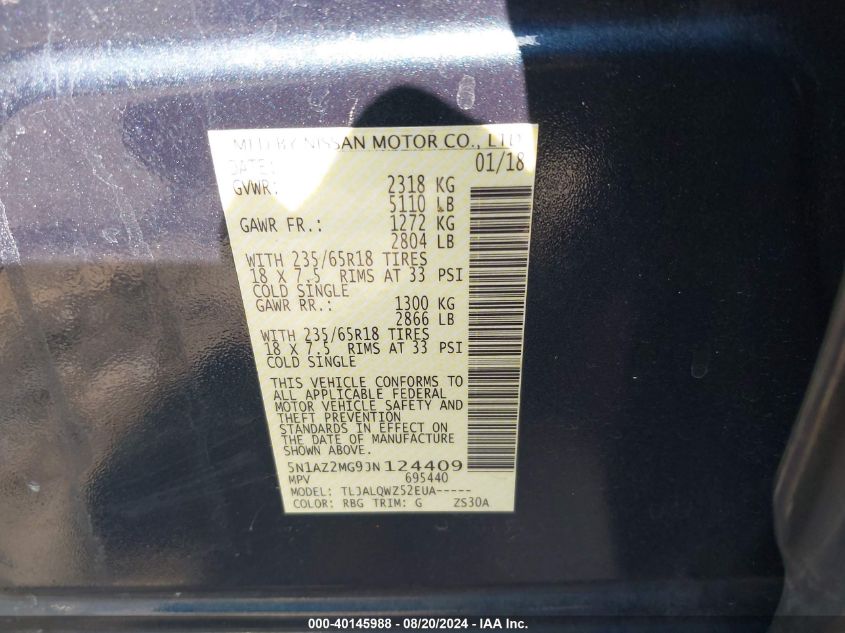 MFD BY NISSAN MOTOR CO., LTD
DATE: 01/18
GVWR: 2318 KG
5110 LB
GAWR FR.: 1272 KG
2804 LB
WITH 235/65R18 TIRES
18 X 7.5 RIMS AT 33 PSI
COLD SINGLE
GAWR RR.: 1300 KG
2866 LB
WITH 235/65R18 TIRES
18 X 7.5 RIMS AT 33 PSI
COLD SINGLE
THIS VEHICLE CONFORMS TO
ALL APPLICABLE FEDERAL
MOTOR VEHICLE SAFETY AND
THEFT PREVENTION
STANDARDS IN EFFECT ON
THE DATE OF MANUFACTURE
SHOWN ABOVE.
5N1AZ2MG9JN124409
MPV 695440
MODEL: TLJALQWZ52EUA-----
COLOR: RBG TRIM: G ZS30A
000-40145988 - 08/20/2024 - IAA Inc.